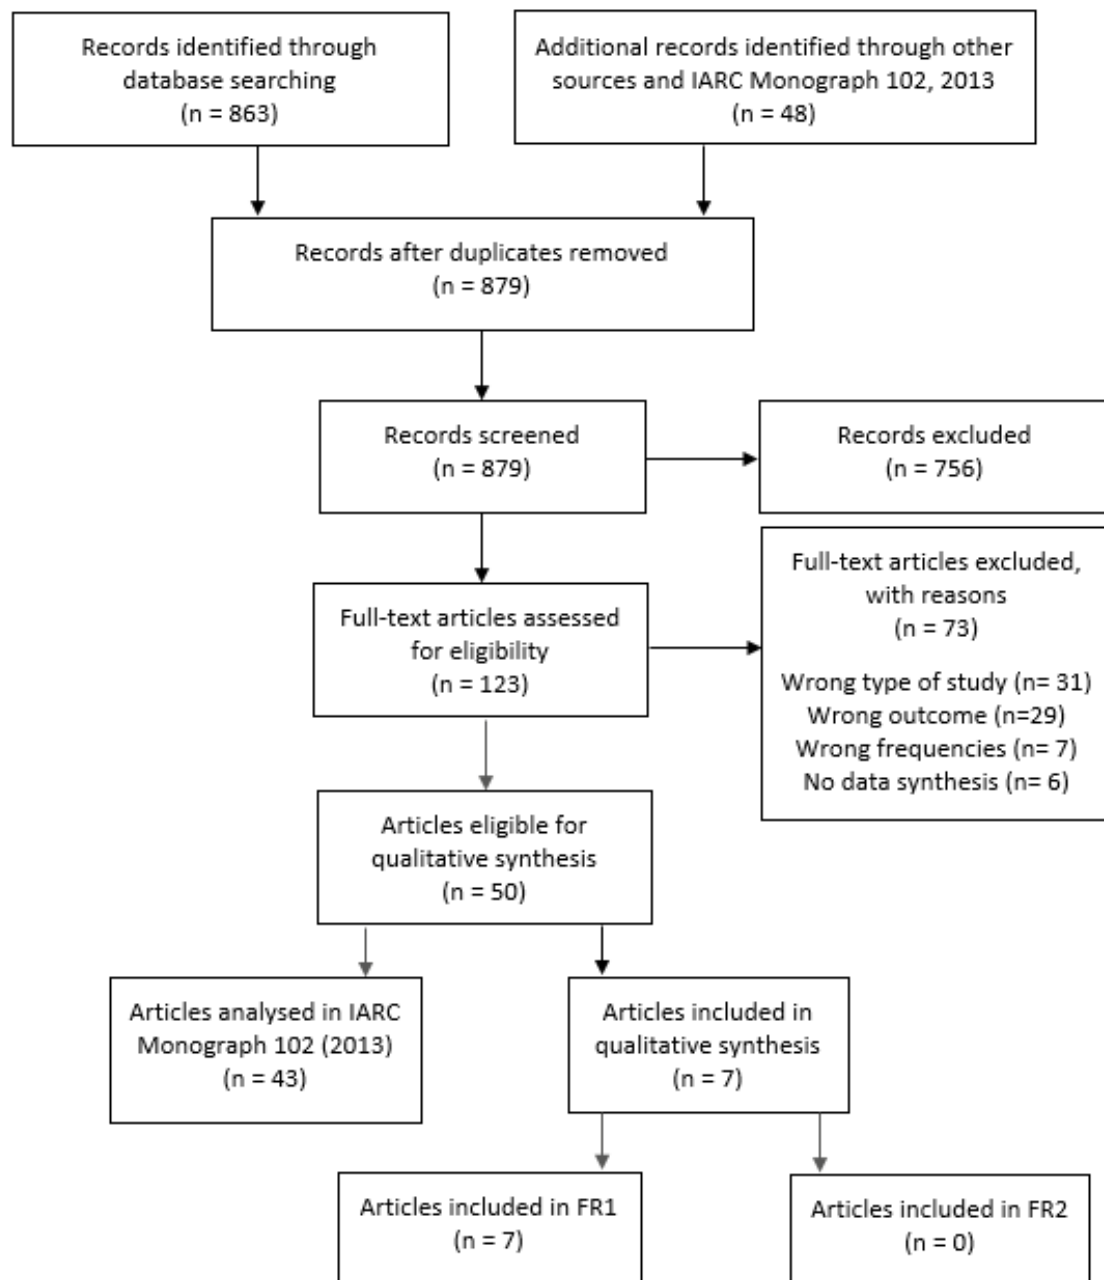 Records identified through
database searching
(n = 863)
Additional records identified through other
sources and IARC Monograph 102, 2013
(n = 48)
Records after duplicates removed
(n = 879)
Records screened
(n = 879)
Records excluded
(n = 756)
Full-text articles assessed
for eligibility
(n = 123)
Full-text articles excluded,
with reasons
(n = 73)
Wrong type of study (n= 31)
Wrong outcome (n=29)
Wrong frequencies (n= 7)
No data synthesis (n= 6)
Articles eligible for
qualitative synthesis
(n = 50)
Articles analysed in IARC
Monograph 102 (2013)
(n = 43)
Articles included in
qualitative synthesis
(n = 7)
Articles included in FR1
(n = 7)
Articles included in FR2
(n = 0)